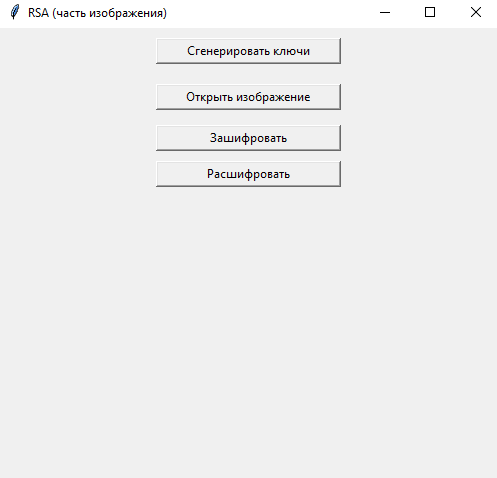 RSA (часть изображения)
Сгенерировать ключи
Открыть изображение
Зашифровать
Расшифровать